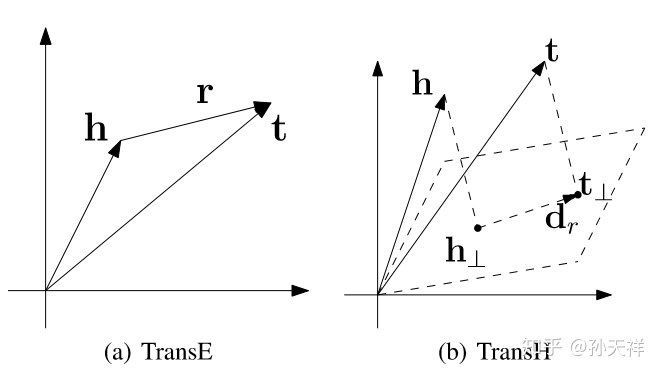 r
h
t
(a) TransE
t
h
t⊥
d_r
h⊥
(b) TransH
知乎 @孙天祥